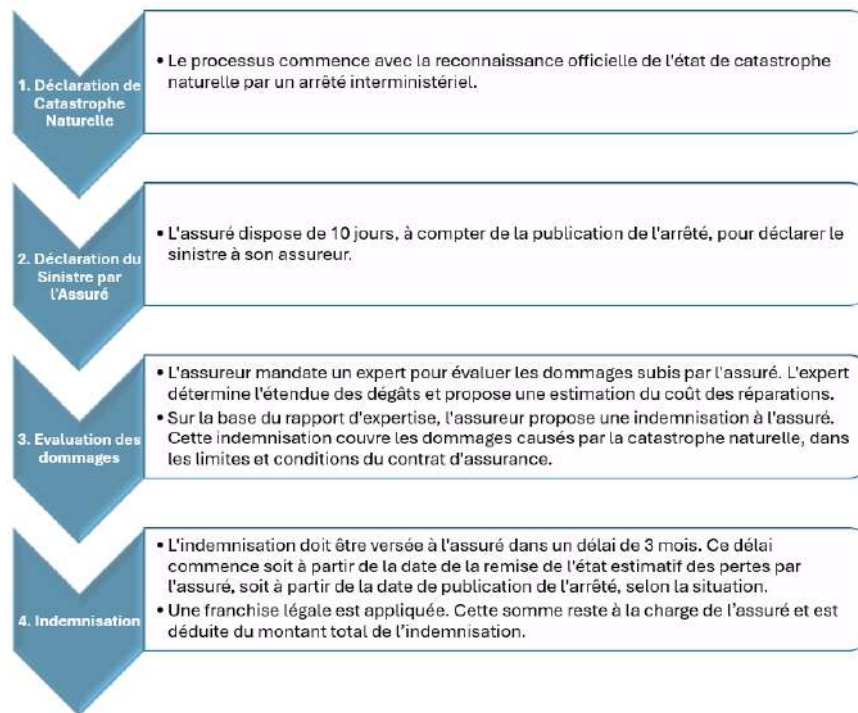 1. Déclaration de
Catastrophe
Naturelle
• Le processus commence avec la reconnaissance officielle de l'état de catastrophe
naturelle par un arrêté interministériel.
2. Déclaration du
Sinistre par
l'Assuré
• L'assuré dispose de 10 jours, à compter de la publication de l'arrêté, pour déclarer le
sinistre à son assureur.
3. Evaluation des
dommages
• L'assureur mandate un expert pour évaluer les dommages subis par l'assuré. L'expert
détermine l'étendue des dégâts et propose une estimation du coût des réparations.
• Sur la base du rapport d'expertise, l'assureur propose une indemnisation à l'assuré.
Cette indemnisation couvre les dommages causés par la catastrophe naturelle, dans
les limites et conditions du contrat d'assurance.
4. Indemnisation
• L'indemnisation doit être versée à l'assuré dans un délai de 3 mois. Ce délai
commence soit à partir de la date de la remise de l'état estimatif des pertes par
l'assuré, soit à partir de la date de publication de l'arrêté, selon la situation.
• Une franchise légale est appliquée. Cette somme reste à la charge de l'assuré et est
déduite du montant total de l'indemnisation.